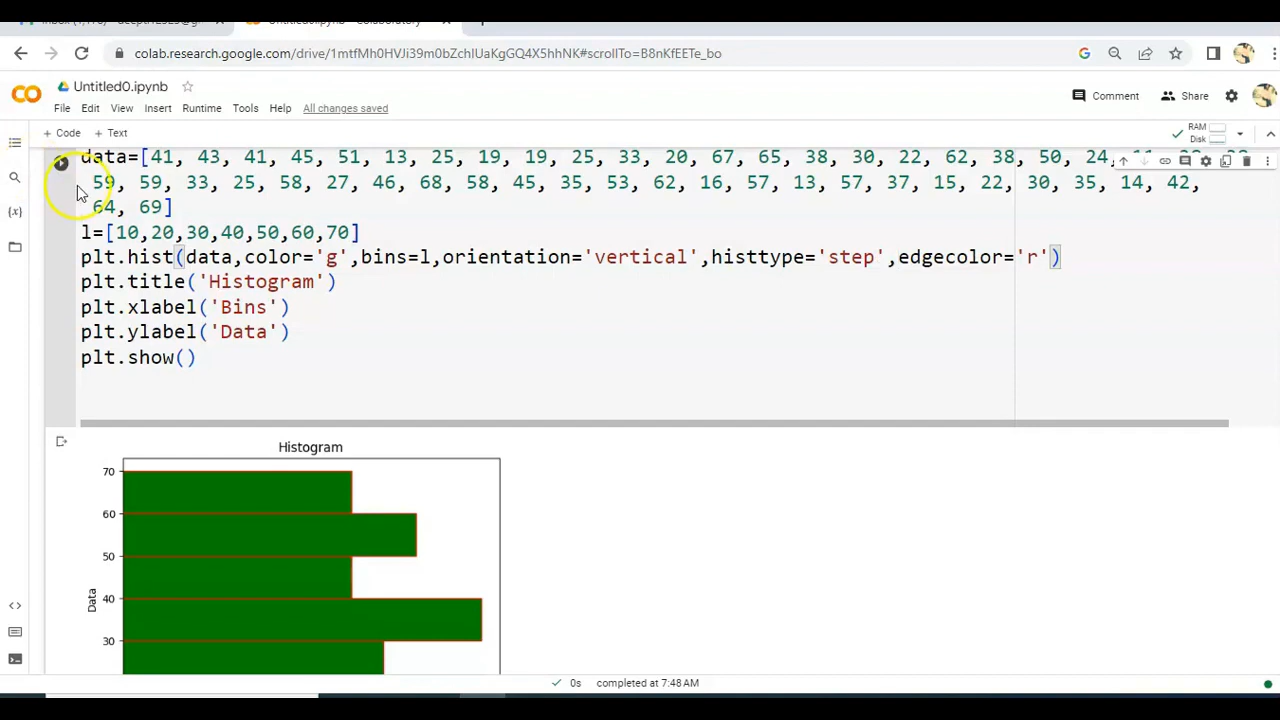 colab.research.google.com/drive/1mtfMh0HVJi39m0bZchIUaKgGQ4X5hhNK#scrollTo=B8nKfEETe_bo
Untitled0.ipynb
Comment
Share
File Edit View Insert Runtime Tools Help All changes saved
+ Code + Text
RAM
Disk
data=[41, 43, 41, 45, 51, 13, 25, 19, 19, 25, 33, 20, 67, 65, 38, 30, 22, 62, 38, 50, 24,
59, 59, 33, 25, 58, 27, 46, 68, 58, 45, 35, 53, 62, 16, 57, 13, 57, 37, 15, 22, 30, 35, 14, 42,
64, 69]
l=[10,20,30,40,50,60,70]
plt.hist(data,color='g',bins=l,orientation='vertical',histtype='step',edgecolor='r')
plt.title('Histogram')
plt.xlabel('Bins')
plt.ylabel('Data')
plt.show()
Histogram
70
60
50
40
30
Data
0s completed at 7:48 AM